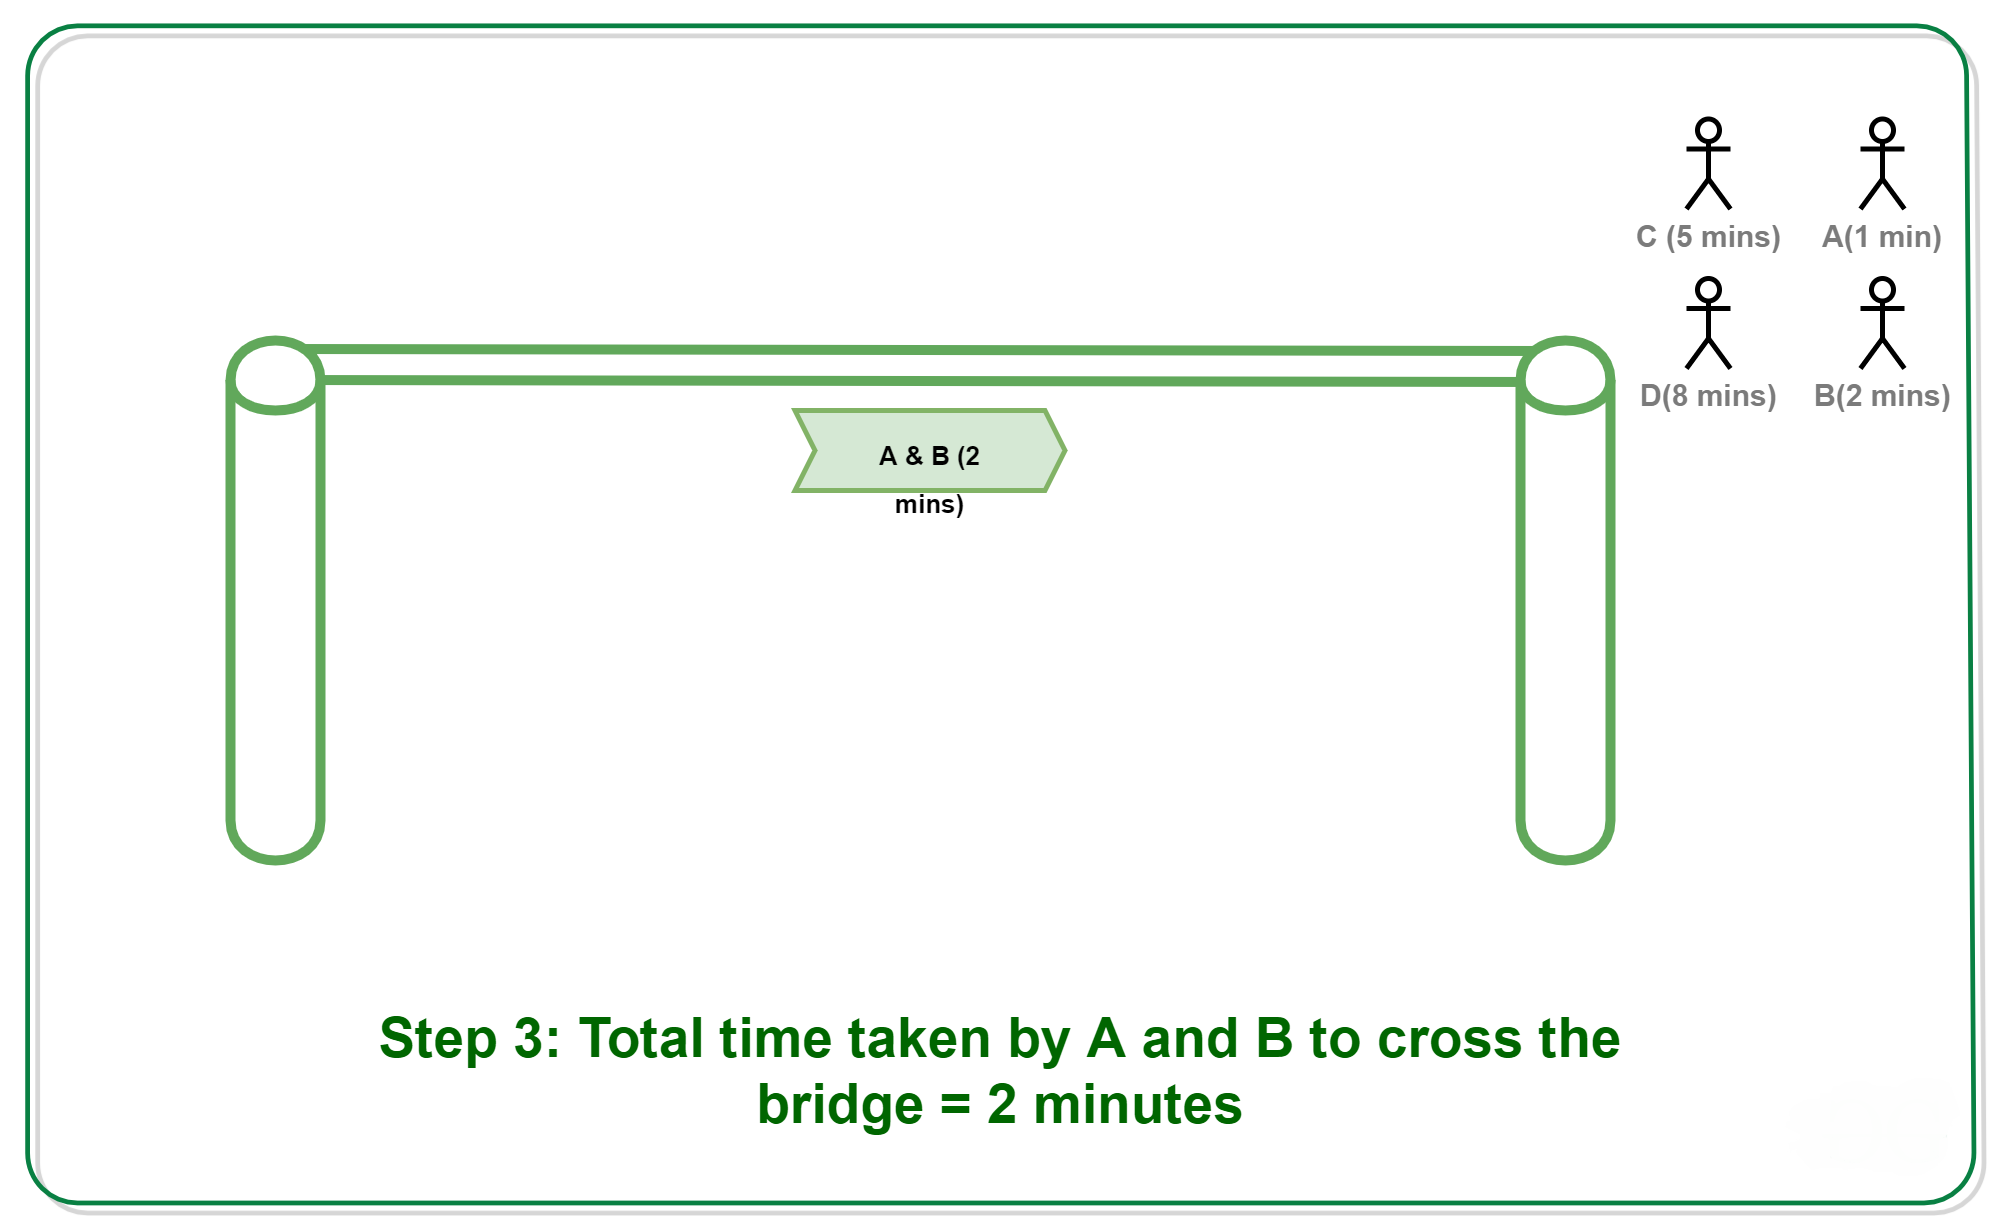 C (5 mins)
A(1 min)
D(8 mins)
B(2 mins)
A & B (2
mins)
Step 3: Total time taken by A and B to cross the
bridge = 2 minutes